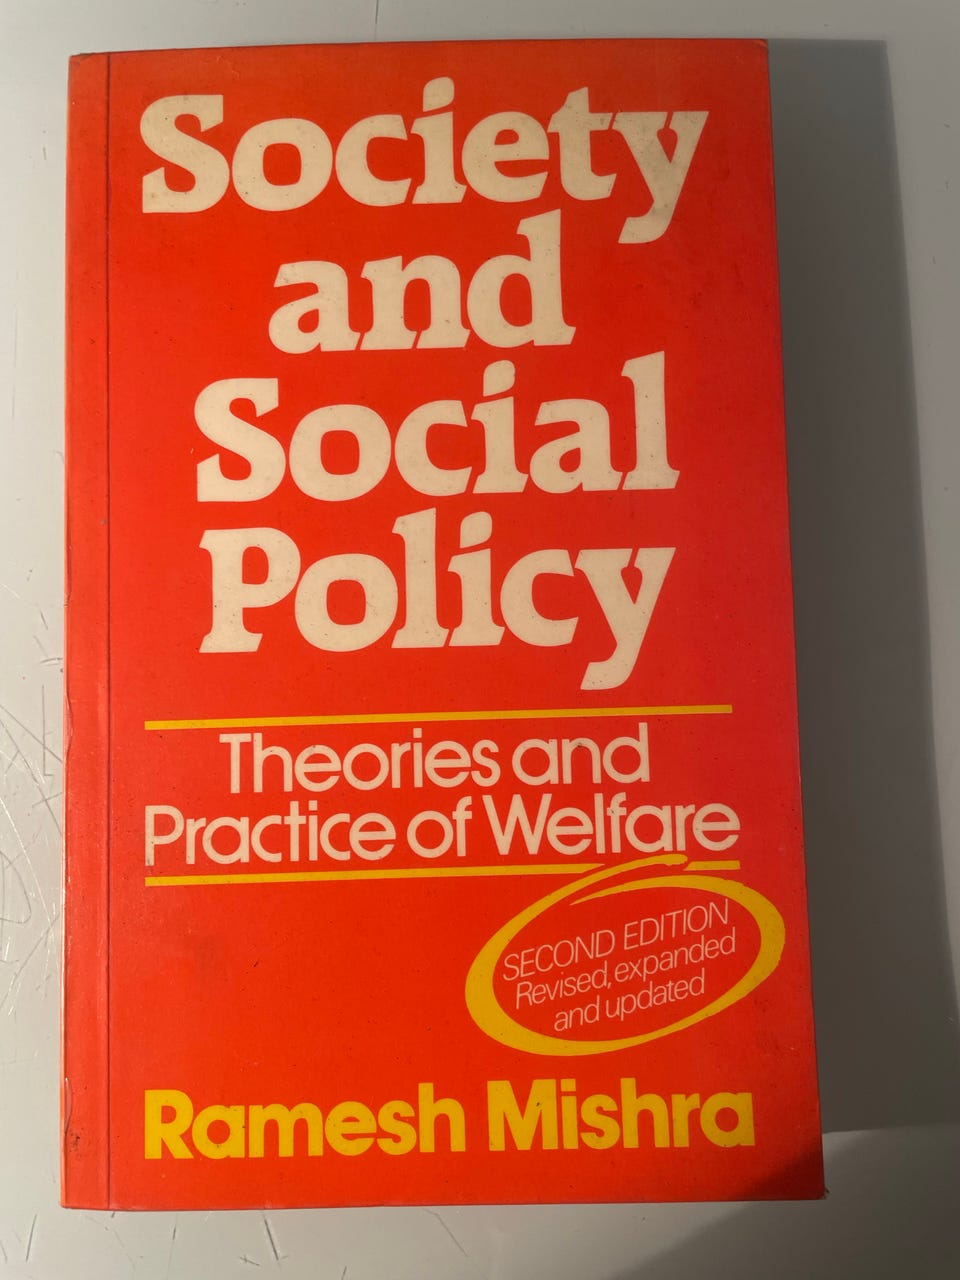 Society
and
Social
Policy
Theories and
Practice of Welfare
SECOND EDITION
Revised, expanded
and updated
Ramesh Mishra